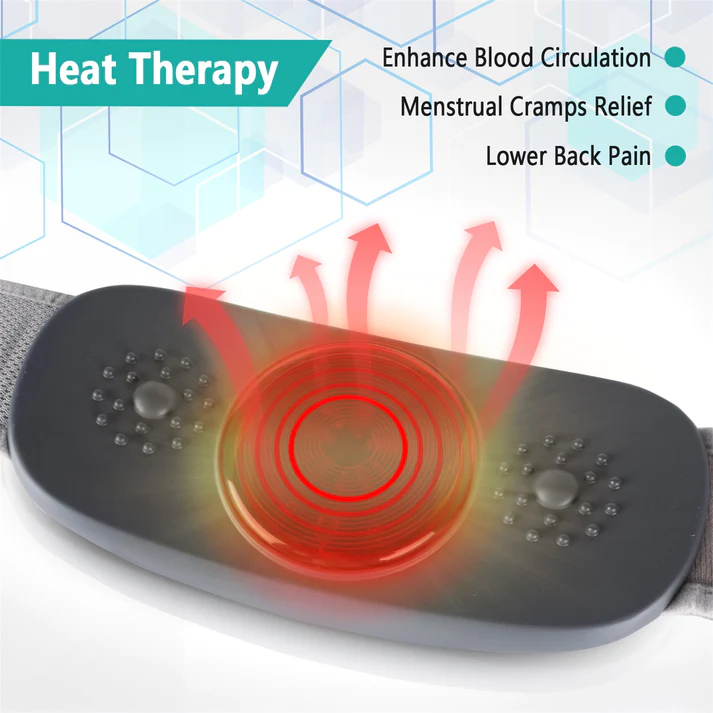 Heat Therapy
Enhance Blood Circulation
Menstrual Cramps Relief
Lower Back Pain